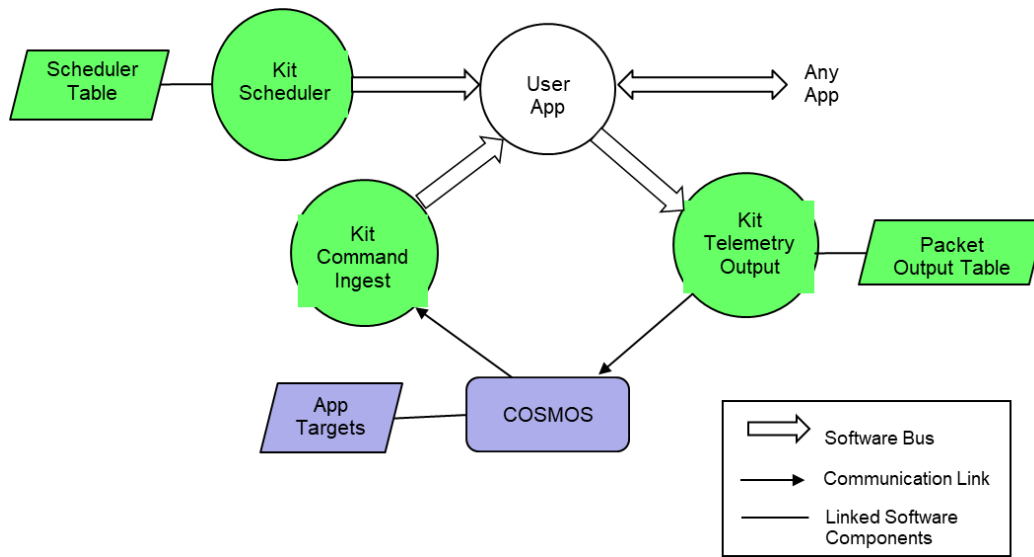 Scheduler
Table
Kit
Scheduler
User
App
Any
App
Kit
Command
Ingest
Kit
Telemetry
Output
Packet
Output Table
App
Targets
COSMOS
Software Bus
Communication Link
Linked Software
Components